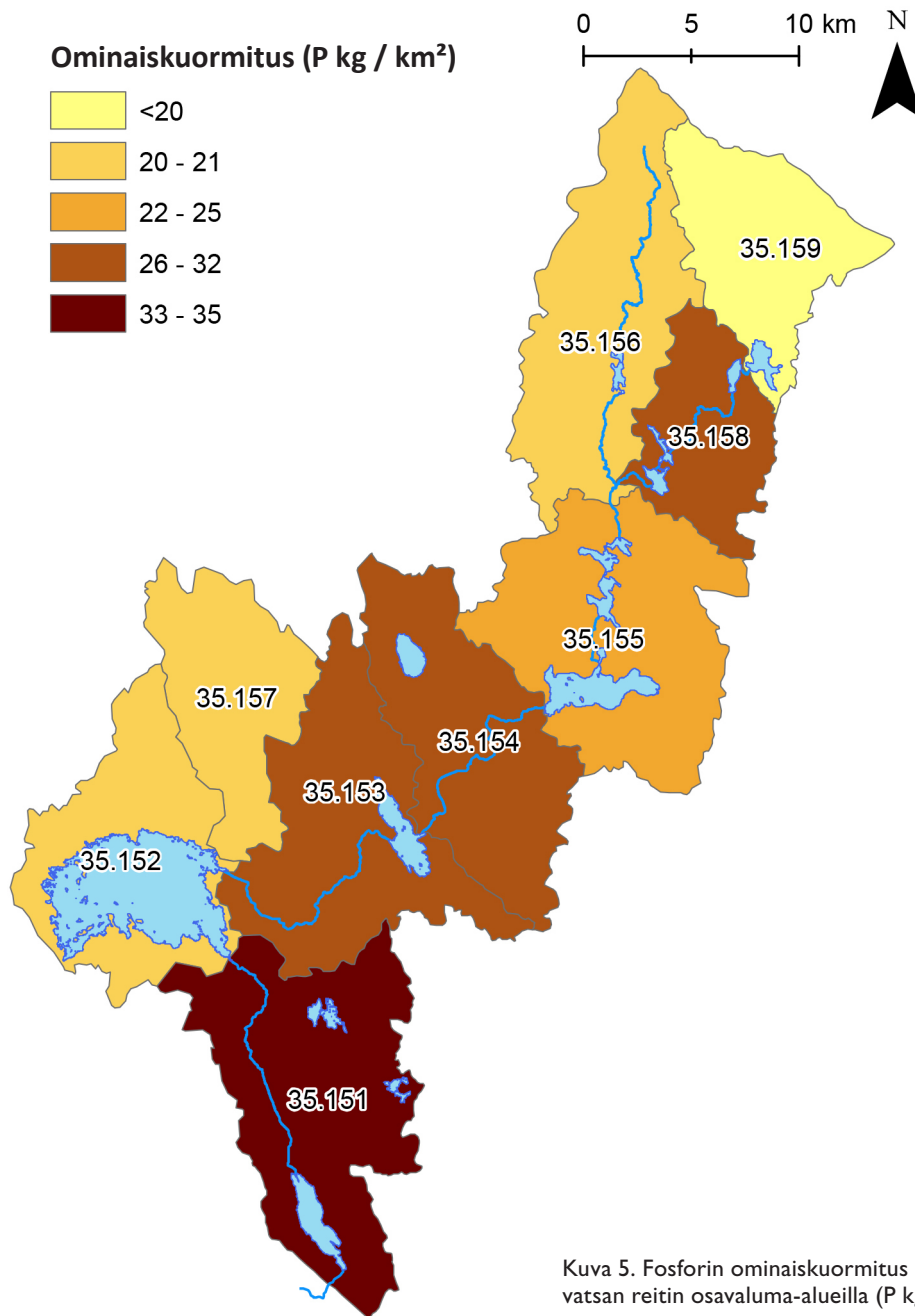 0 5 10 km
N
Ominaiskuormitus (P kg / km²)
<20
20 - 21
22 - 25
26 - 32
33 - 35
35.159
35.156
35.158
35.155
35.157
35.154
35.153
35.152
35.151
Kuva 5. Fosforin ominaiskuormitus
vatsan reitin osavaluma-alueilla (P k